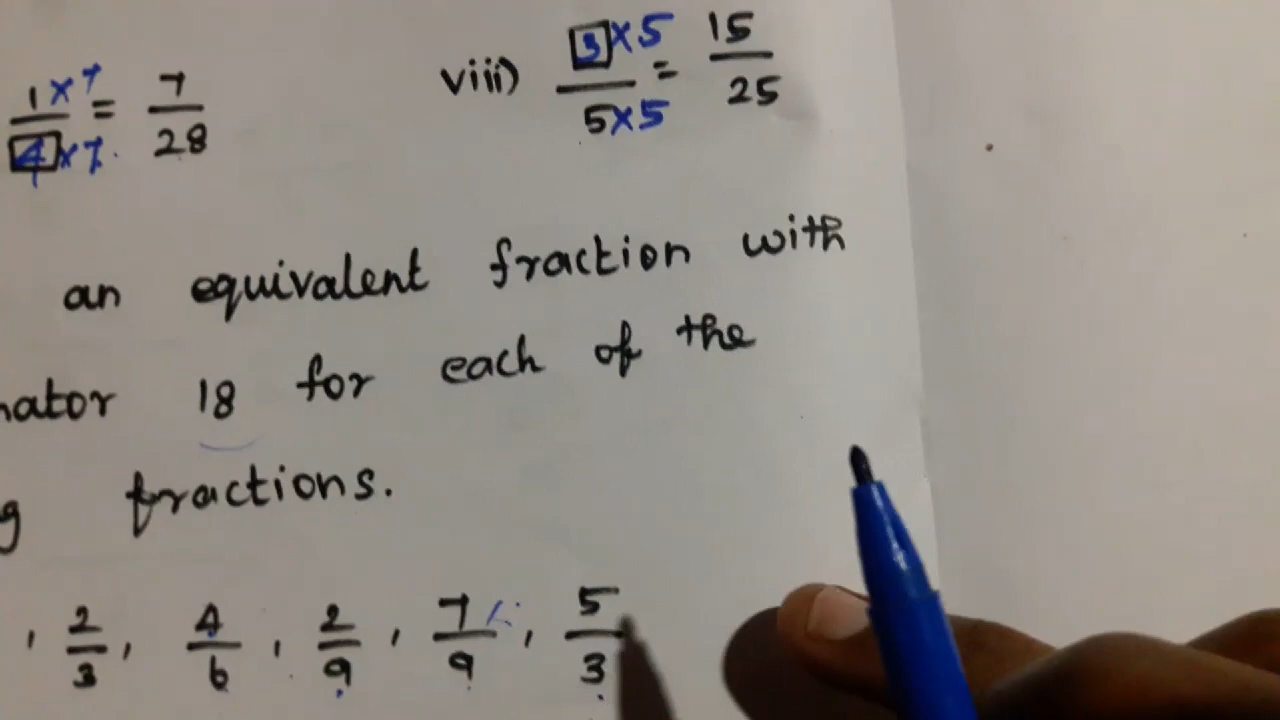 1×7/4×7 = 7/28 viii) 3×5/5×5 = 15/25
an equivalent fraction with
nator 18 for each of the
g fractions.
, 2/3, 4/6, 2/9, 7/9, 5/3